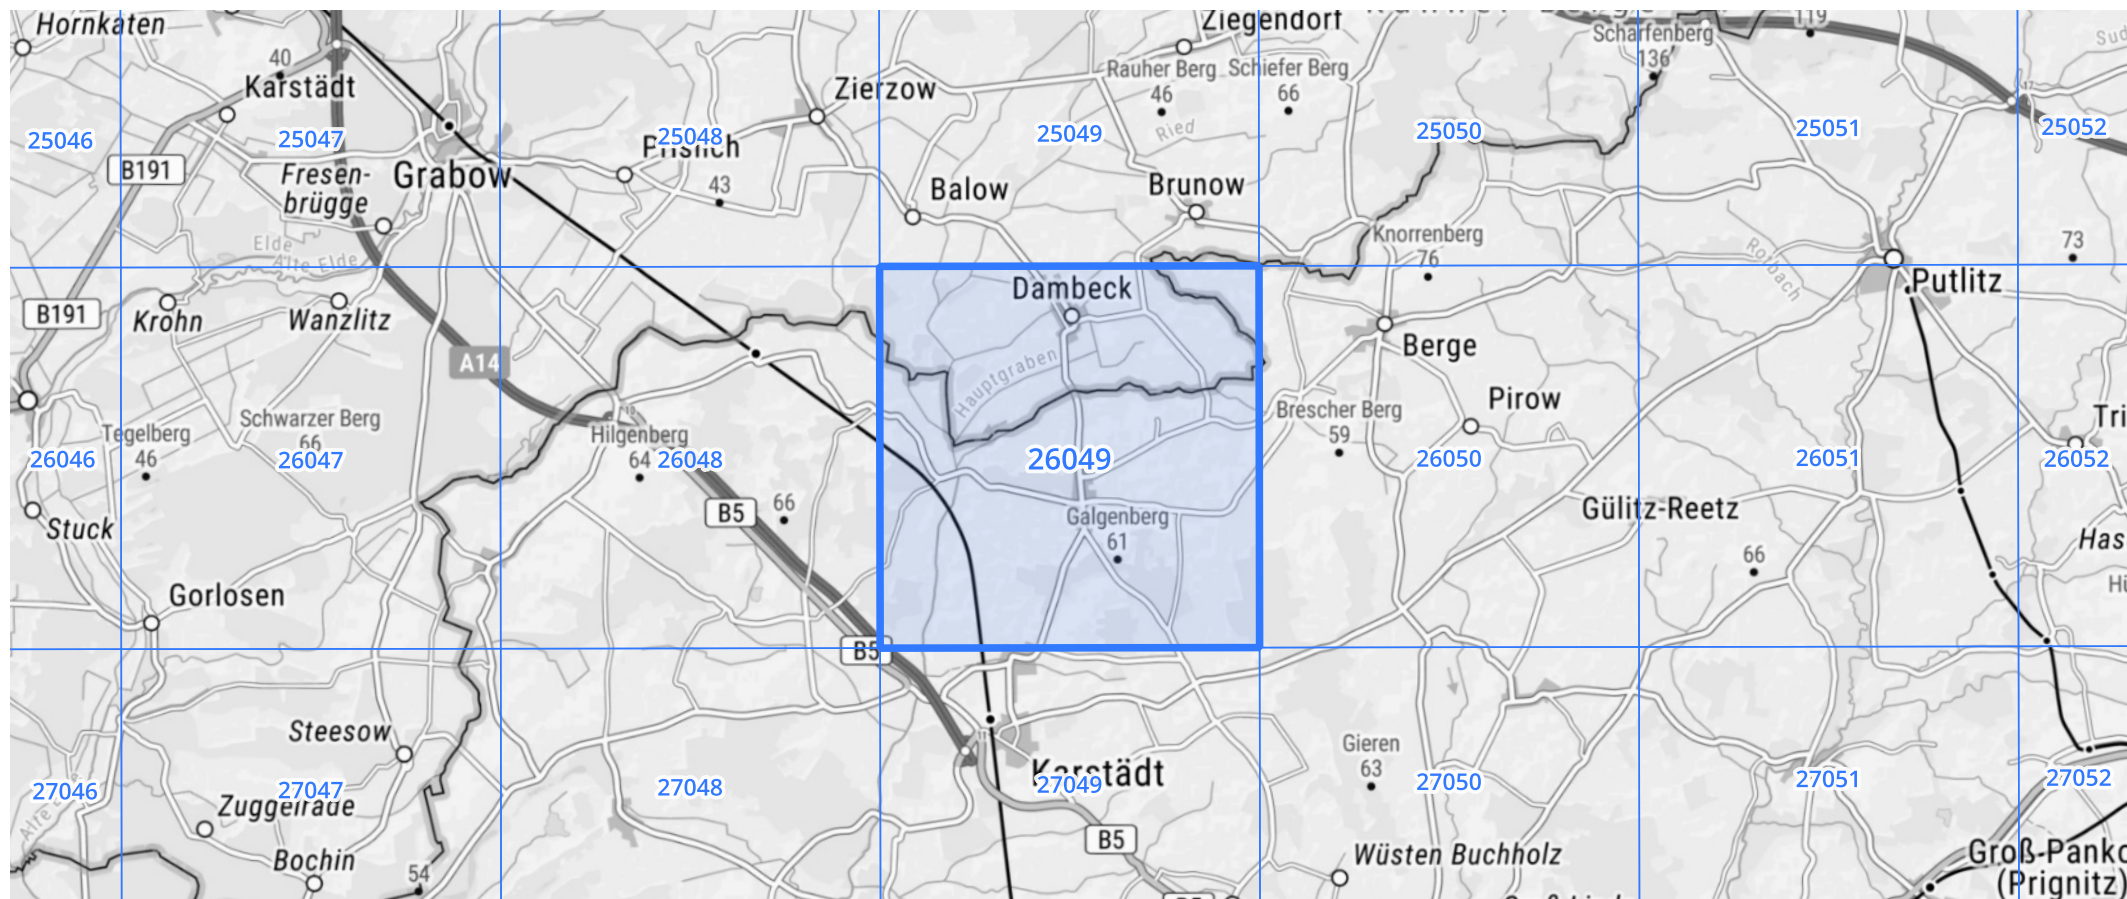 Hornkaten
Ziegendorf
119
Scharfenberg
136
40
Karstädt
Zierzow
Rauher Berg
46
Schiefer Berg
66
17
25046
25047
25048
25049
Ried
25050
25051
25052
B191
Fresen-
brügge
Grabow
43
Balow
Brunow
Elde
Alte Elde
Knorrenberg
76
Rotbach
73
Putlitz
Dambeck
B191
Krohn
Wanzlitz
A14
Hauptgraben
Berge
Pirow
Brescher Berg
59
Tegelberg
46
Schwarzer Berg
66
Hilgenberg
64
Tri
26046
26047
26048
26049
26050
26051
26052
B5
66
Galgenberg
61
Gülitz-Reetz
66
Stuck
Has
Gorlosen
B5
Steesow
Gieren
63
Karstädt
27046
27047
27048
27049
27050
27051
27052
Zuggelrade
B5
Bochin
54
Wüsten Buchholz
Groß-Panko
(Prignitz)